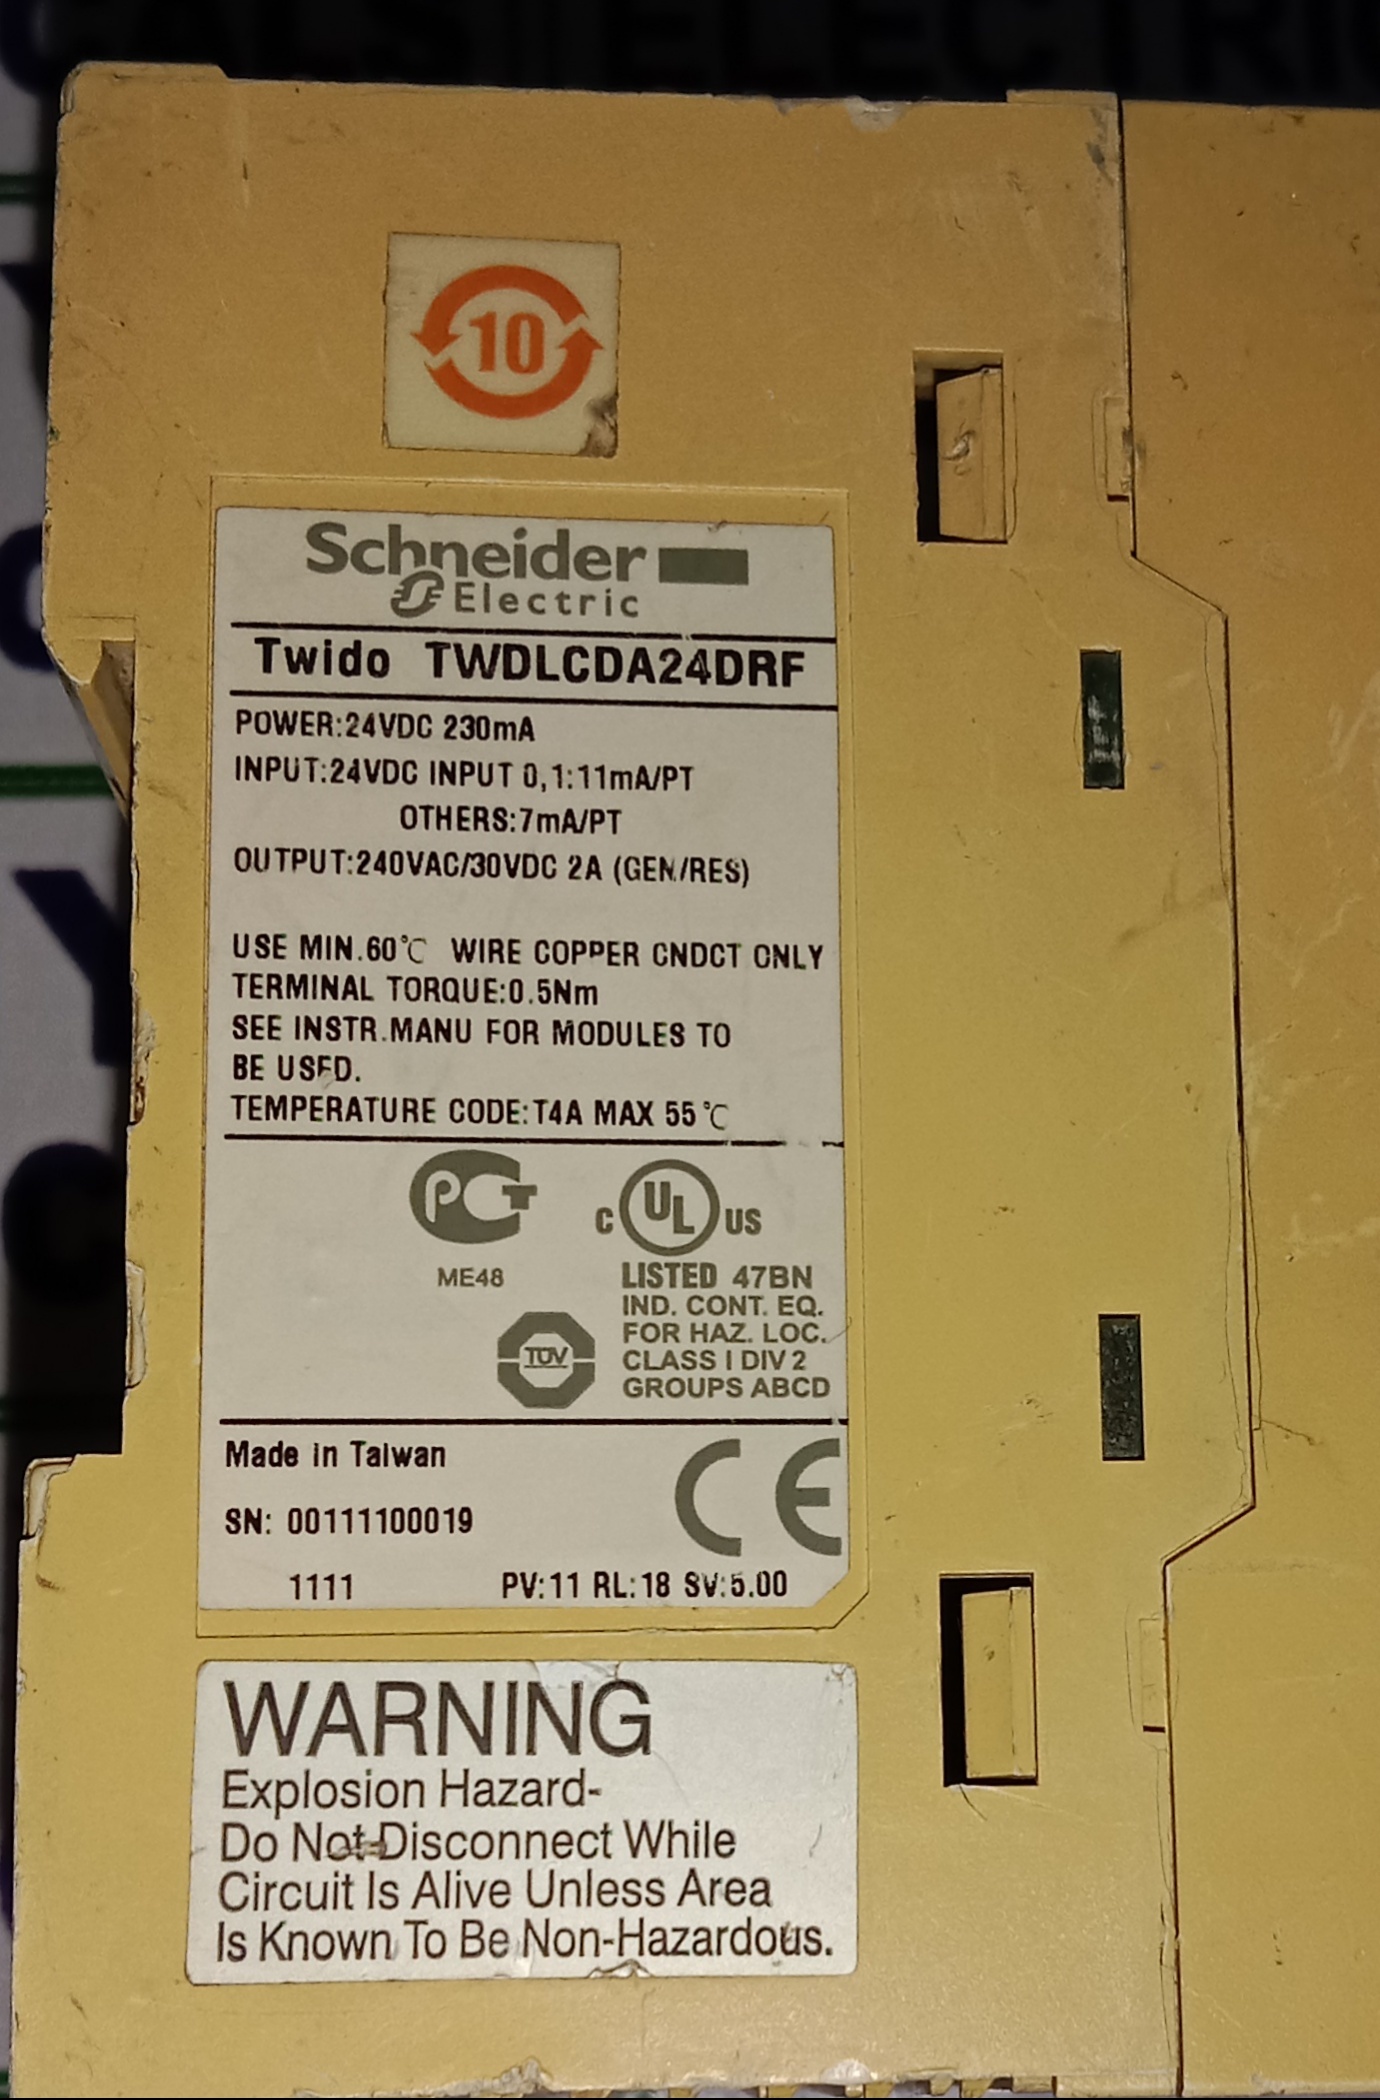 10
Schneider
Electric
Twido TWDLCDA24DRF
POWER:24VDC 230mA
INPUT:24VDC INPUT 0,1:11mA/PT
OTHERS:7mA/PT
OUTPUT:240VAC/30VDC 2A (GEN/RES)
USE MIN.60℃ WIRE COPPER CNDCT ONLY
TERMINAL TORQUE:0.5Nm
SEE INSTR.MANU FOR MODULES TO
BE USED.
TEMPERATURE CODE:T4A MAX 55℃
PCT
C UL US
ME48
LISTED 47BN
IND. CONT. EQ.
FOR HAZ. LOC.
CLASS I DIV 2
GROUPS ABCD
TÜV
Made in Taiwan
CE
SN: 00111100019
1111 PV:11 RL:18 SV:5.00
WARNING
Explosion Hazard-
Do Not Disconnect While
Circuit Is Alive Unless Area
Is Known To Be Non-Hazardous.